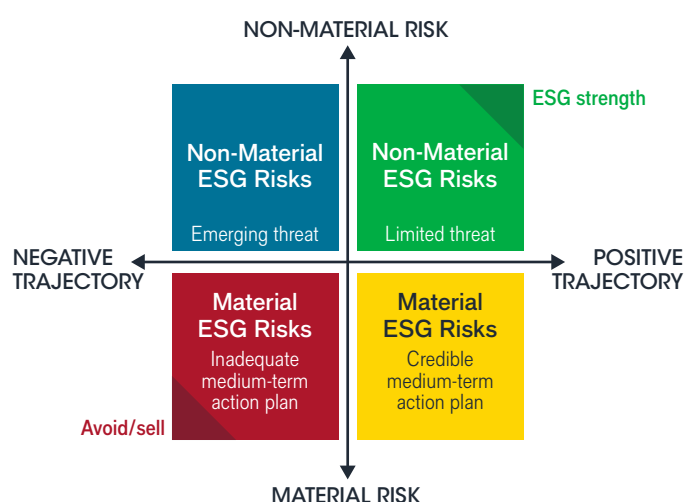 NON-MATERIAL RISK
ESG strength
Non-Material
ESG Risks
Emerging threat
Non-Material
ESG Risks
Limited threat
NEGATIVE
TRAJECTORY
POSITIVE
TRAJECTORY
Material
ESG Risks
Inadequate
medium-term
action plan
Material
ESG Risks
Credible
medium-term
action plan
Avoid/sell
MATERIAL RISK